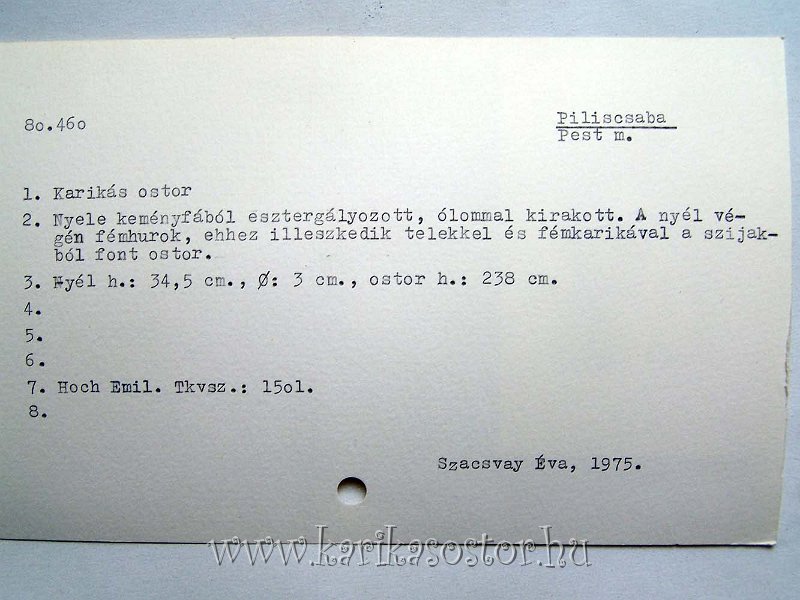 8o.46o
Piliscsaba
Pest m.
1. Karikás ostor
2. Nyele keményfából esztergályozott, ólommal kirakott. A nyél vé-
gén fémhurok, ehhez illeszkedik telekkel és fémkarikával a szijak-
ból font ostor.
3. Nyél h.: 34,5 cm., Ø: 3 cm., ostor h.: 238 cm.
4.
5.
6.
7. Hoch Emil. Tkvsz.: 15o1.
8.
Szacsvay Éva, 1975.
www.karikasostor.hu